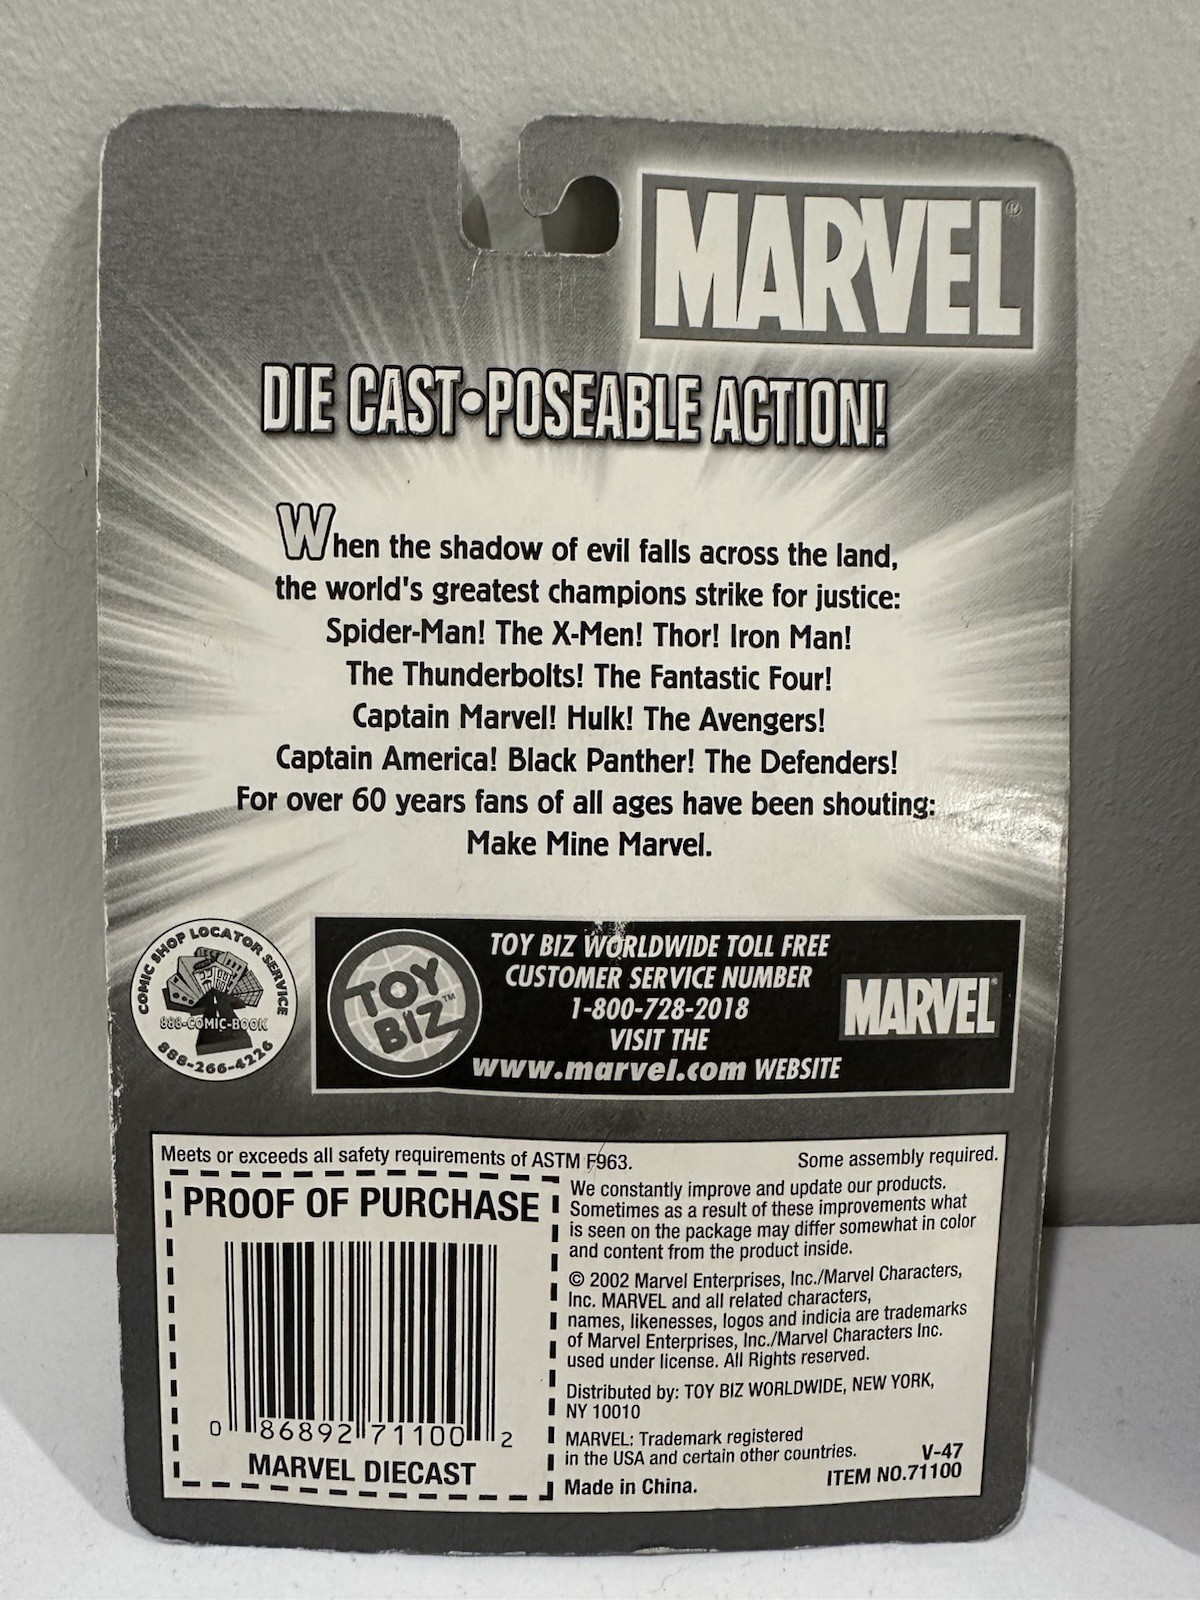 MARVEL®
DIE CAST•POSEABLE ACTION!
When the shadow of evil falls across the land,
the world's greatest champions strike for justice:
Spider-Man! The X-Men! Thor! Iron Man!
The Thunderbolts! The Fantastic Four!
Captain Marvel! Hulk! The Avengers!
Captain America! Black Panther! The Defenders!
For over 60 years fans of all ages have been shouting:
Make Mine Marvel.
COMIC SHOP LOCATOR SERVICE
888-COMIC-BOOK
888-266-4226
TOY
BIZ™
TOY BIZ WORLDWIDE TOLL FREE
CUSTOMER SERVICE NUMBER
1-800-728-2018
VISIT THE
www.marvel.com WEBSITE
MARVEL®
Meets or exceeds all safety requirements of ASTM F963.
Some assembly required.
PROOF OF PURCHASE
0 86892 71100 2
MARVEL DIECAST
We constantly improve and update our products.
Sometimes as a result of these improvements what
is seen on the package may differ somewhat in color
and content from the product inside.
© 2002 Marvel Enterprises, Inc./Marvel Characters,
Inc. MARVEL and all related characters,
names, likenesses, logos and indicia are trademarks
of Marvel Enterprises, Inc./Marvel Characters Inc.
used under license. All Rights reserved.
Distributed by: TOY BIZ WORLDWIDE, NEW YORK,
NY 10010
MARVEL: Trademark registered
in the USA and certain other countries.
Made in China.
V-47
ITEM NO.71100